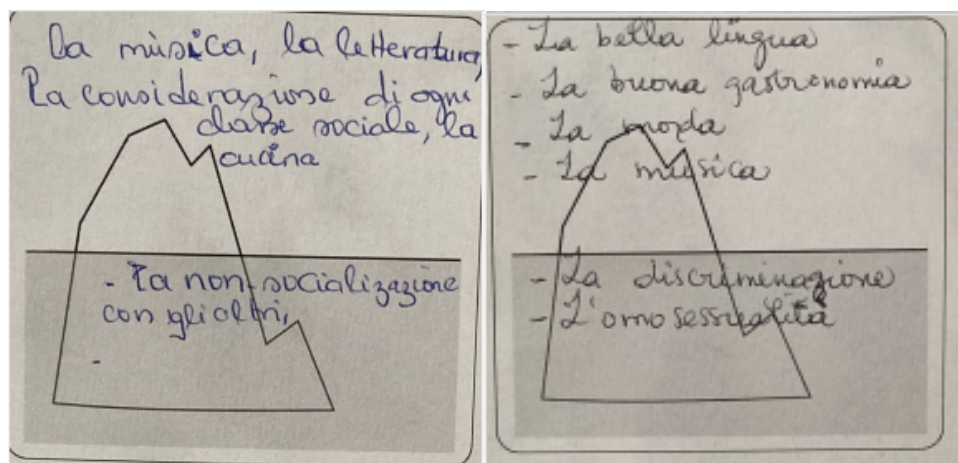 La mùsica, la letteratura,
La considerazione di ogni
classe sociale, la
cucina
- La non-socializzazione
con gli altri,
-
- La bella lingua
- La buona gastronomia
- La moda
- La musica
- La discriminazione
- L'omosessualità